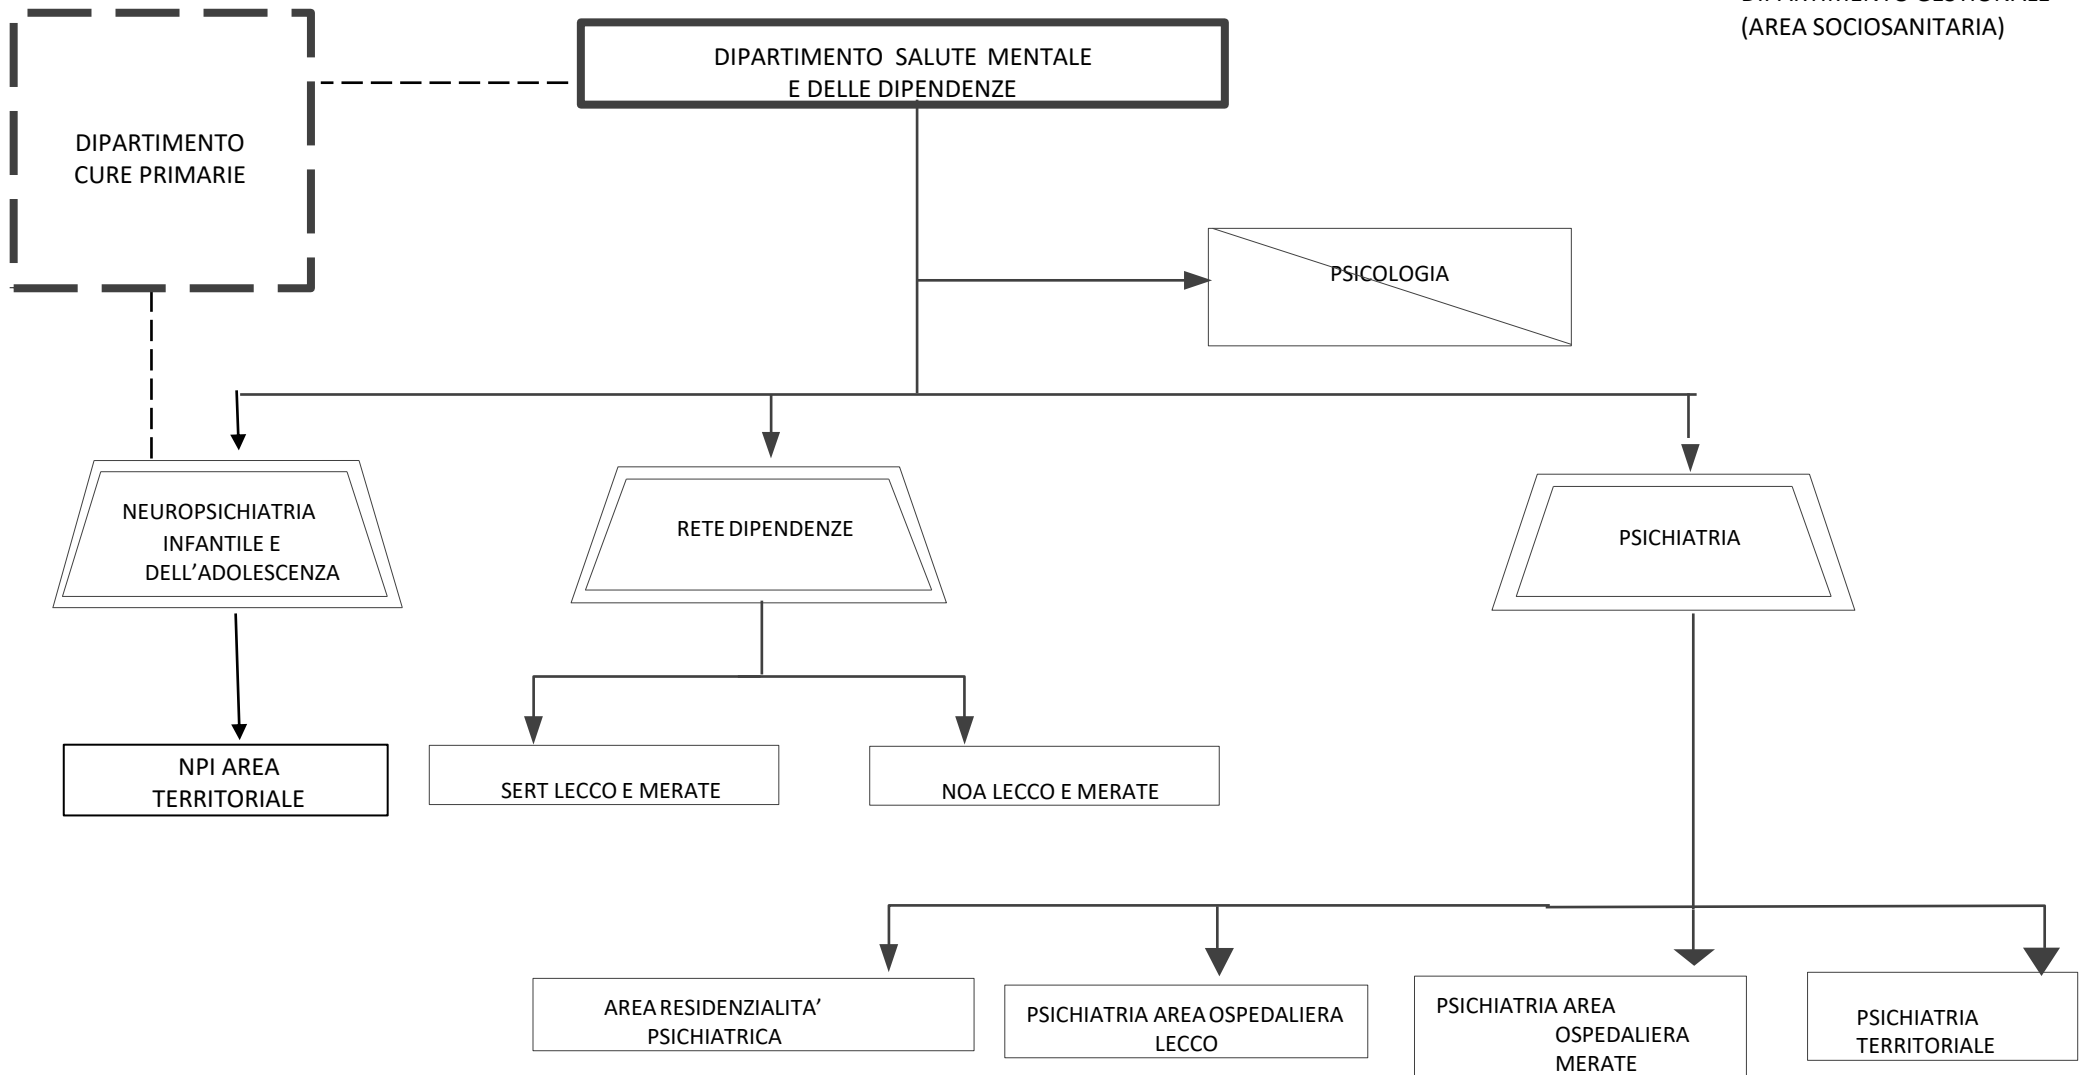 DIPARTIMENTO GESTIONALE
(AREA SOCIOSANITARIA)
DIPARTIMENTO SALUTE MENTALE
E DELLE DIPENDENZE
DIPARTIMENTO
CURE PRIMARIE
PSICOLOGIA
NEUROPSICHIATRIA
INFANTILE E
DELL’ADOLESCENZA
RETE DIPENDENZE
PSICHIATRIA
NPI AREA
TERRITORIALE
SERT LECCO E MERATE
NOA LECCO E MERATE
AREA RESIDENZIALITA’
PSICHIATRICA
PSICHIATRIA AREA OSPEDALIERA
LECCO
PSICHIATRIA AREA
OSPEDALIERA
MERATE
PSICHIATRIA
TERRITORIALE